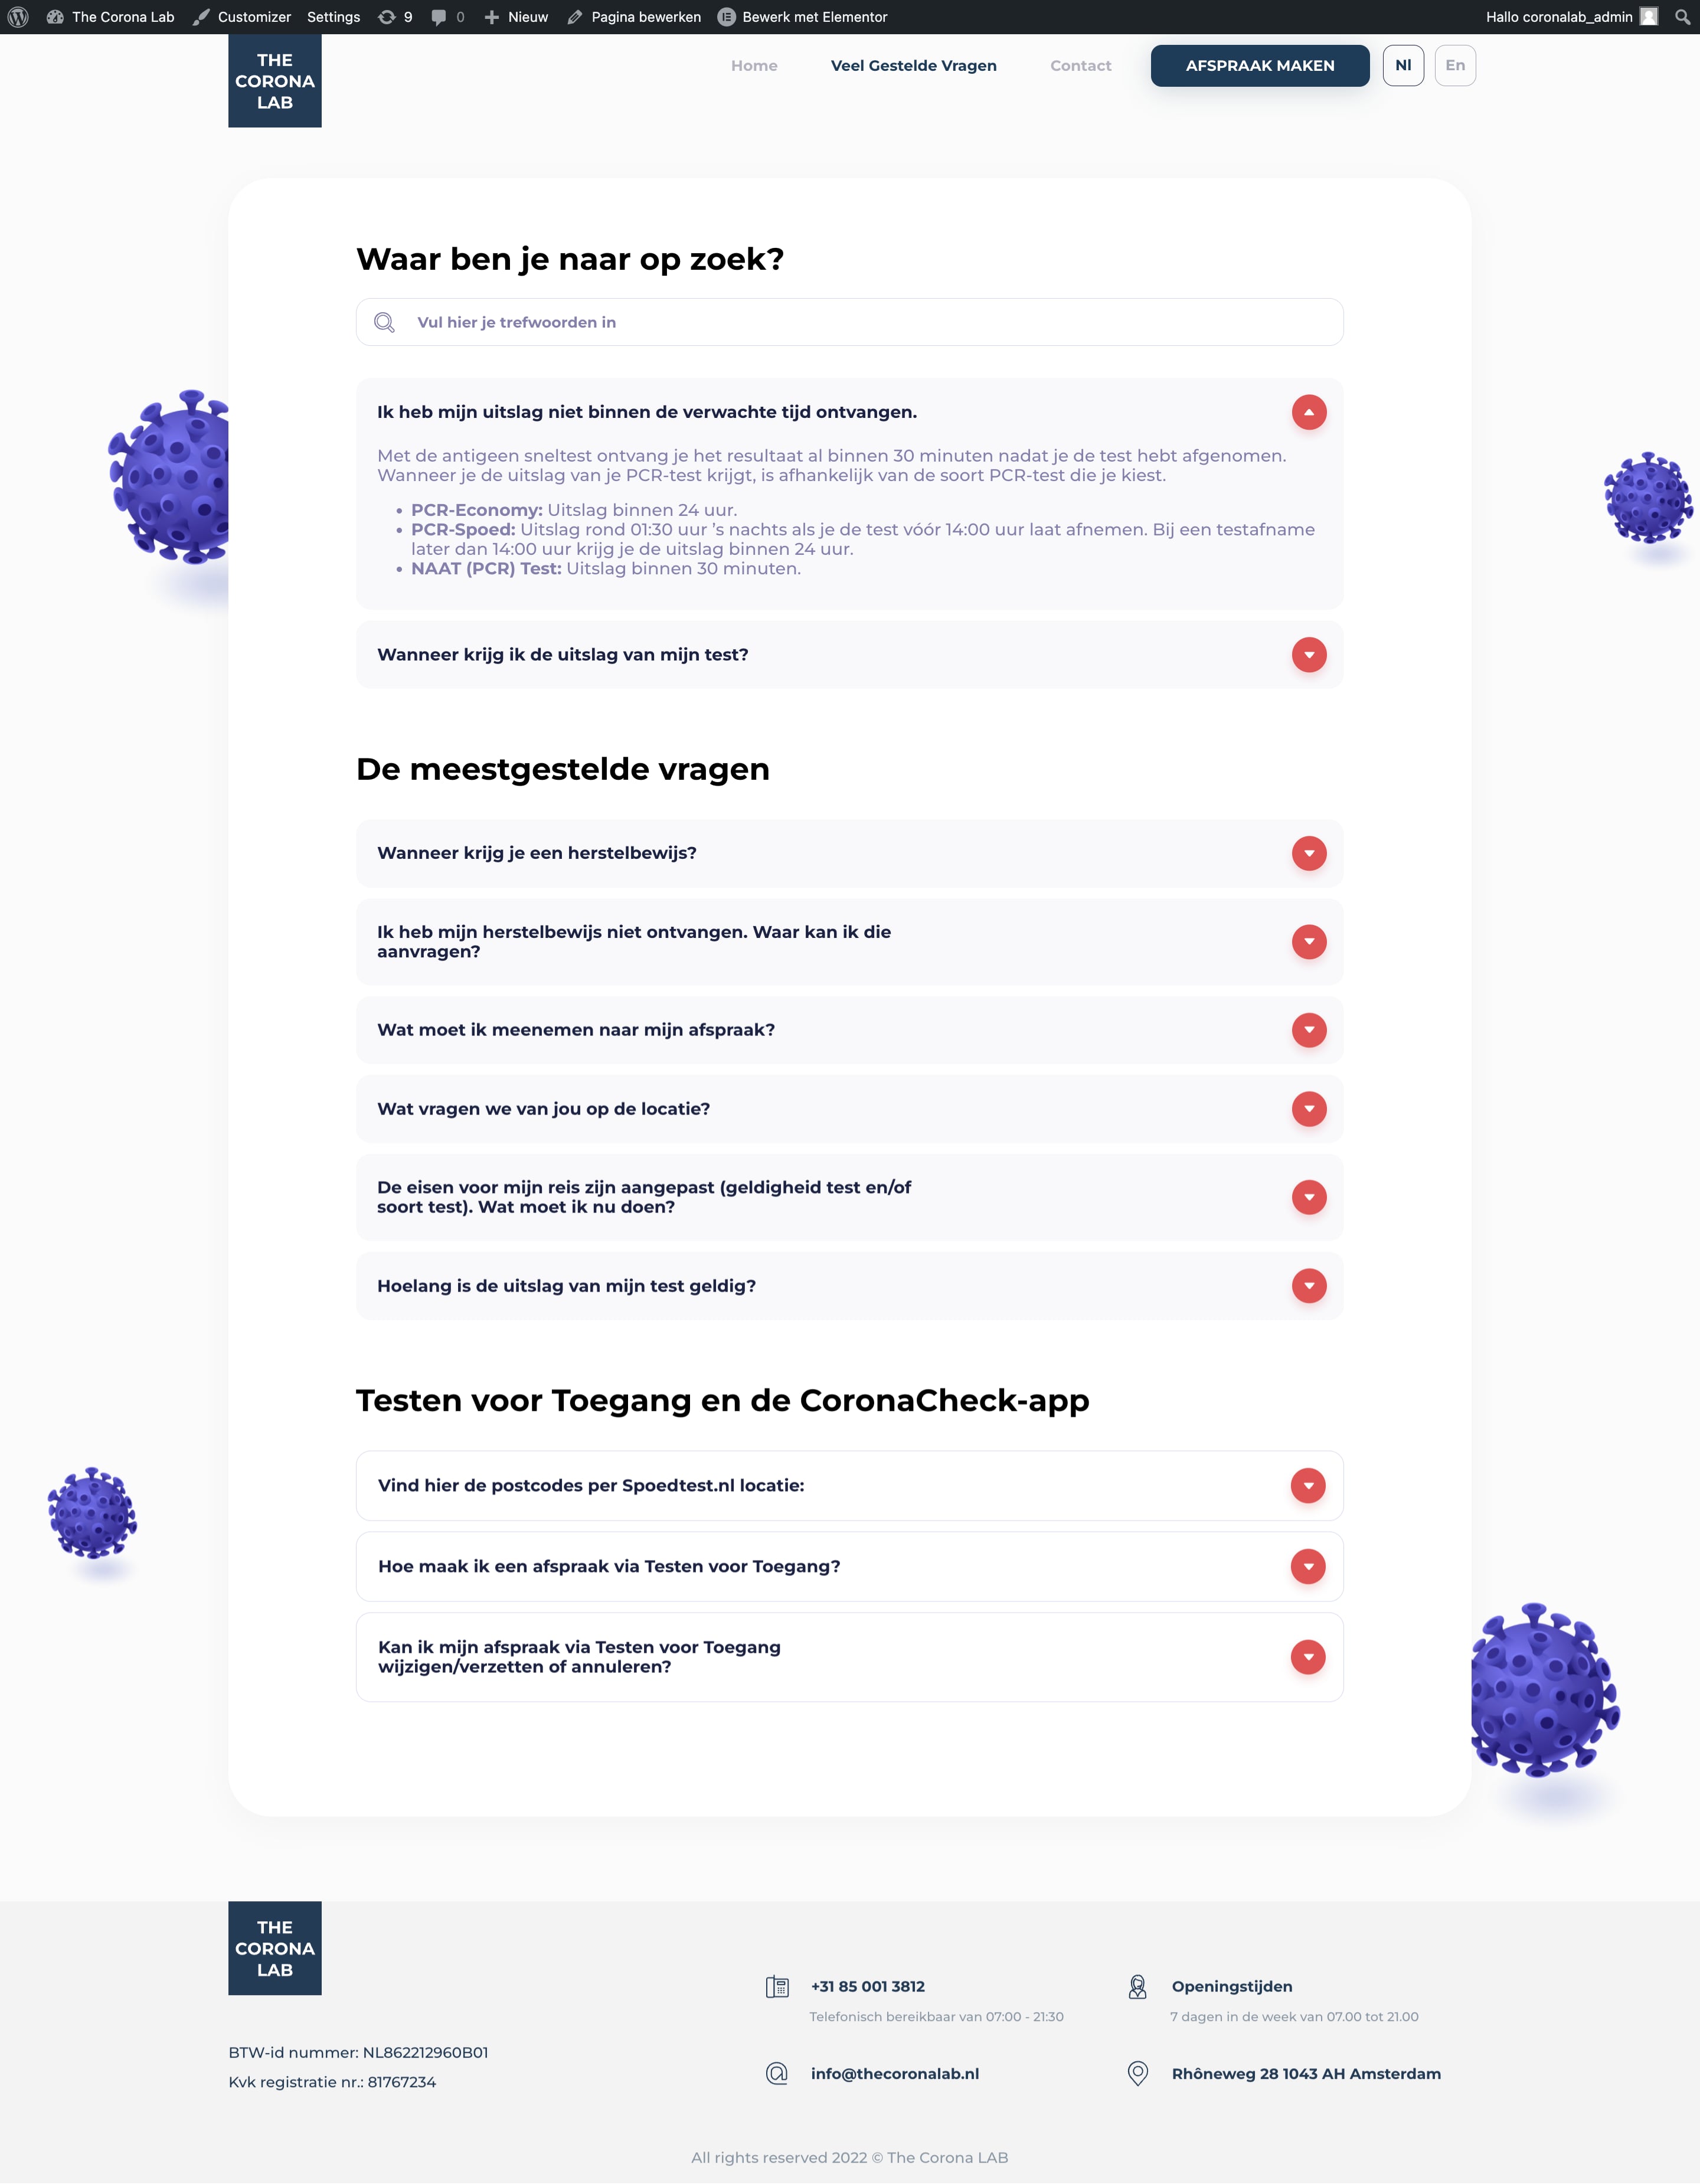 The Corona Lab Customizer Settings 9 0 Nieuw Pagina bewerken Bewerk met Elementor Hallo coronalab_admin
THE
CORONA
LAB
Home Veel Gestelde Vragen Contact AFSPRAAK MAKEN Nl En
Waar ben je naar op zoek?
Vul hier je trefwoorden in
Ik heb mijn uitslag niet binnen de verwachte tijd ontvangen.
Met de antigeen sneltest ontvang je het resultaat al binnen 30 minuten nadat je de test hebt afgenomen.
Wanneer je de uitslag van je PCR-test krijgt, is afhankelijk van de soort PCR-test die je kiest.
• PCR-Economy: Uitslag binnen 24 uur.
• PCR-Spoed: Uitslag rond 01:30 uur 's nachts als je de test vóór 14:00 uur laat afnemen. Bij een testafname
later dan 14:00 uur krijg je de uitslag binnen 24 uur.
• NAAT (PCR) Test: Uitslag binnen 30 minuten.
Wanneer krijg ik de uitslag van mijn test?
De meestgestelde vragen
Wanneer krijg je een herstelbewijs?
Ik heb mijn herstelbewijs niet ontvangen. Waar kan ik die
aanvragen?
Wat moet ik meenemen naar mijn afspraak?
Wat vragen we van jou op de locatie?
De eisen voor mijn reis zijn aangepast (geldigheid test en/of
soort test). Wat moet ik nu doen?
Hoelang is de uitslag van mijn test geldig?
Testen voor Toegang en de CoronaCheck-app
Vind hier de postcodes per Spoedtest.nl locatie:
Hoe maak ik een afspraak via Testen voor Toegang?
Kan ik mijn afspraak via Testen voor Toegang
wijzigen/verzetten of annuleren?
THE
CORONA
LAB
BTW-id nummer: NL862212960B01
Kvk registratie nr.: 81767234
+31 85 001 3812
Telefonisch bereikbaar van 07:00 - 21:30
info@thecoronalab.nl
Openingstijden
7 dagen in de week van 07.00 tot 21.00
Rhôneweg 28 1043 AH Amsterdam
All rights reserved 2022 © The Corona LAB